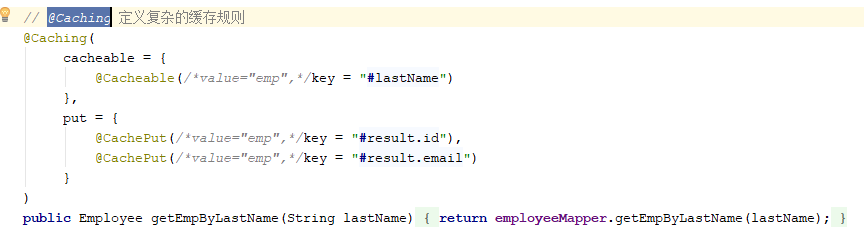 // @Caching 定义复杂的缓存规则
@Caching(
cacheable = {
@Cacheable(/*value="emp",*/key = "#lastName")
},
put = {
@CachePut(/*value="emp",*/key = "#result.id"),
@CachePut(/*value="emp",*/key = "#result.email")
}
)
public Employee getEmpByLastName(String lastName) { return employeeMapper.getEmpByLastName(lastName); }